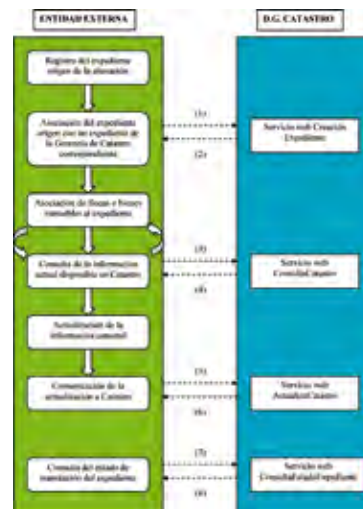 ENTIDAD EXTERNA
D.G. CATASTRO
Registro del expediente
origen de la alteración
Asociación del expediente
origen con un expediente de
la Gerencia de Catastro
correspondiente
(1)
(2)
Servicio web Creación
Expediente
Asociación de fincas o bienes
inmuebles al expediente
Consulta de la información
actual disponible en Catastro
(3)
(4)
Servicio web
ConsultaCatastro
Actualización de la
información catastral
Comunicación de la
actualización a Catastro
(5)
(6)
Servicio web
ActualizaCatastro
Consulta del estado de
tramitación del expediente
(7)
(8)
Servicio web
ConsultaEstadoExpediente